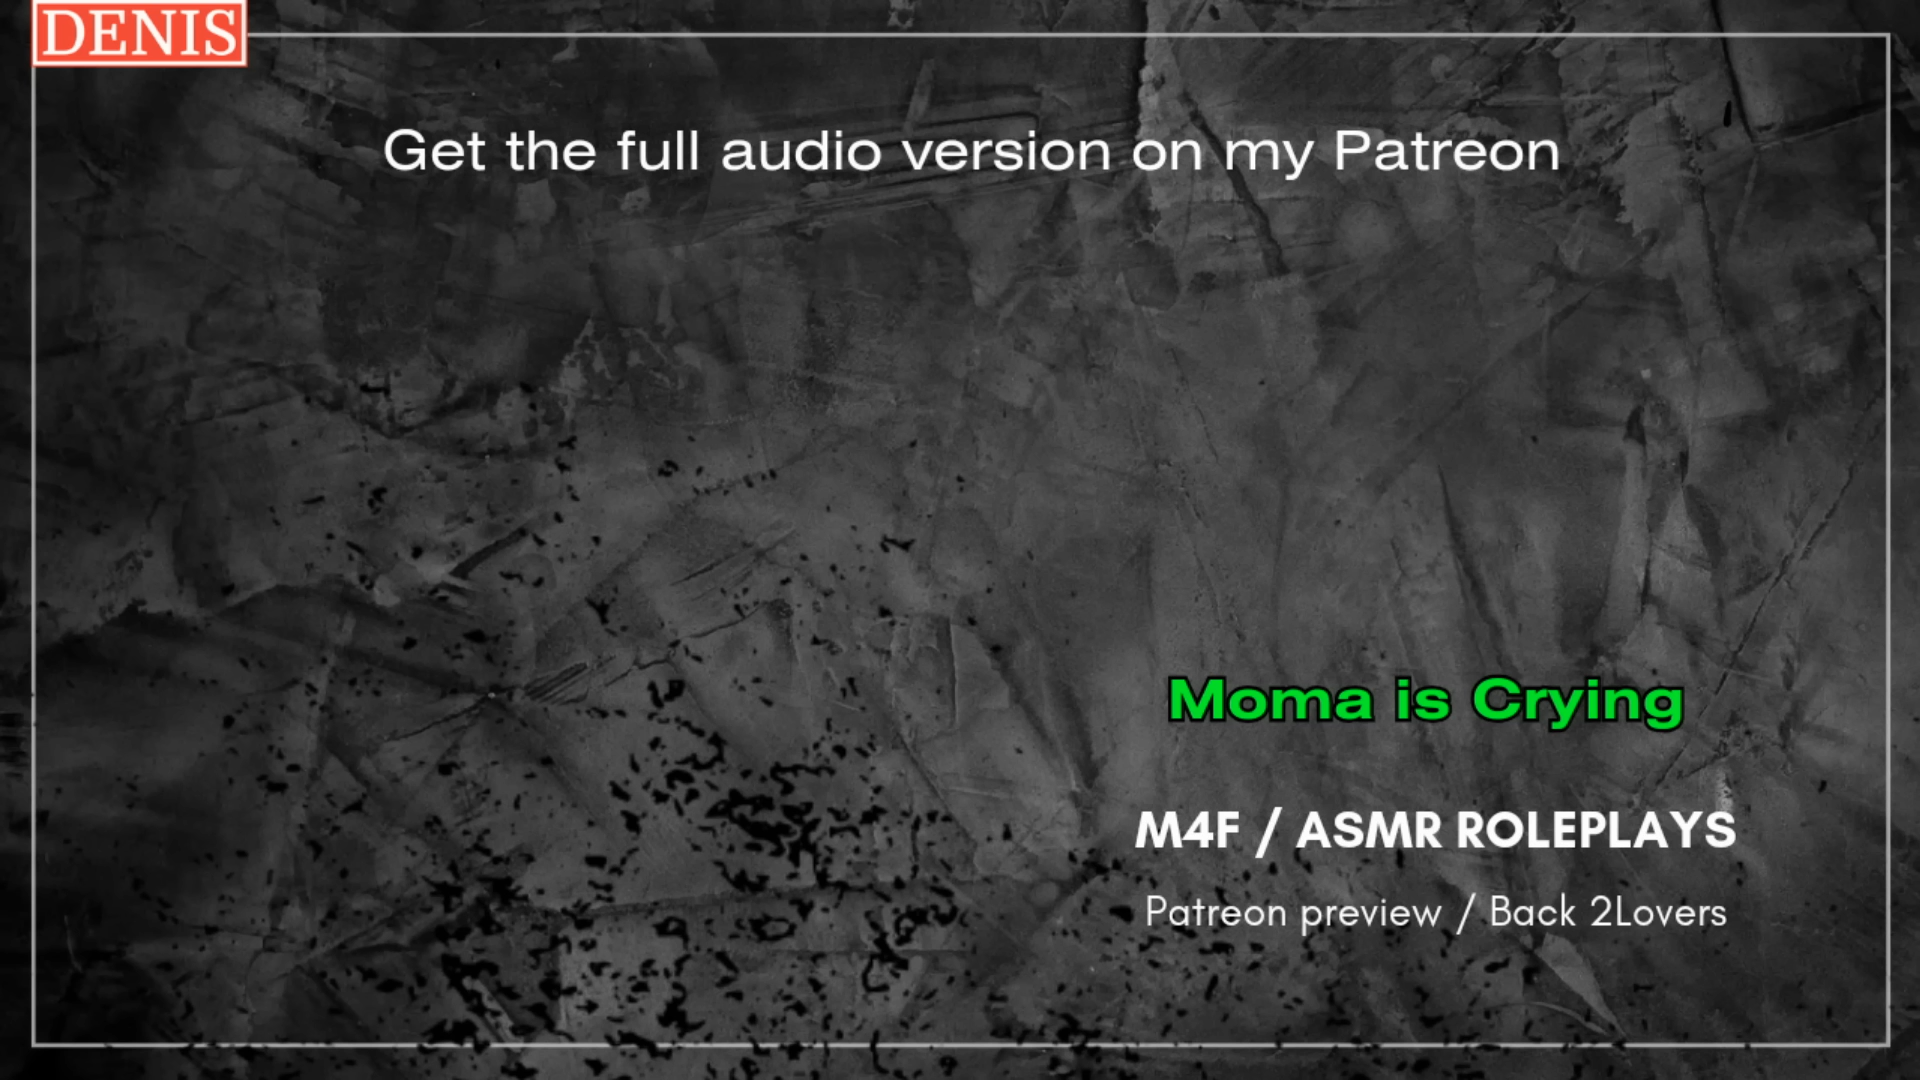 DENIS
Get the full audio version on my Patreon
Moma is Crying
M4F / ASMR ROLEPLAYS
Patreon preview / Back 2Lovers